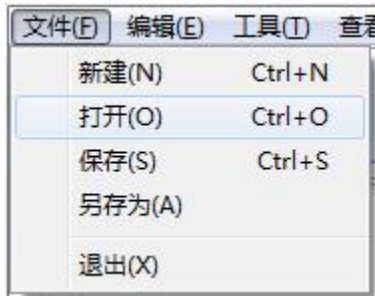 文件(F) 编辑(E) 工具(T) 查看
新建(N) Ctrl+N
打开(O) Ctrl+O
保存(S) Ctrl+S
另存为(A)
退出(X)